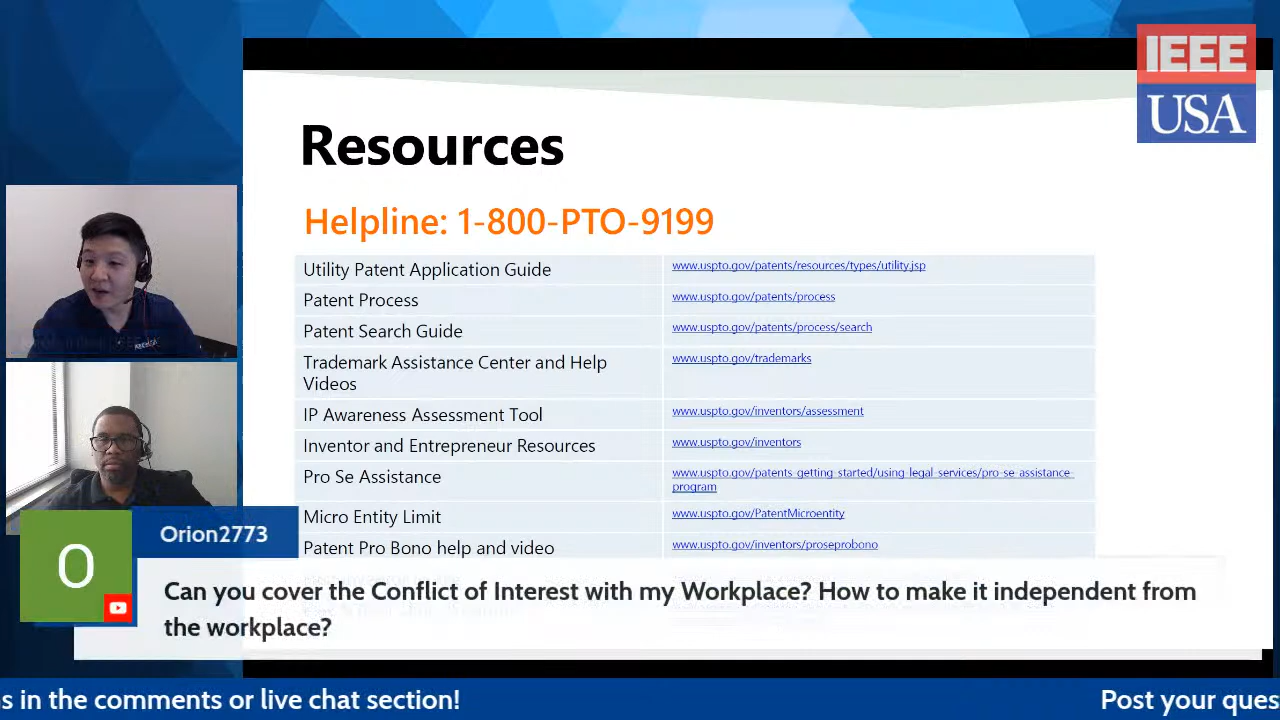 IEEE
USA
Resources
Helpline: 1-800-PTO-9199
Utility Patent Application Guide
www.uspto.gov/patents/resources/types/utility.jsp
Patent Process
www.uspto.gov/patents/process
Patent Search Guide
www.uspto.gov/patents/process/search
Trademark Assistance Center and Help
Videos
www.uspto.gov/trademarks
IP Awareness Assessment Tool
www.uspto.gov/inventors/assessment
Inventor and Entrepreneur Resources
www.uspto.gov/inventors
Pro Se Assistance
www.uspto.gov/patents_getting_started/using_legal_services/pro-se-assistance-
program
Micro Entity Limit
www.uspto.gov/PatentMicroentity
Patent Pro Bono help and video
www.uspto.gov/inventors/proseprobono
O
Orion2773
Can you cover the Conflict of Interest with my Workplace? How to make it independent from
the workplace?
s in the comments or live chat section!
Post your ques